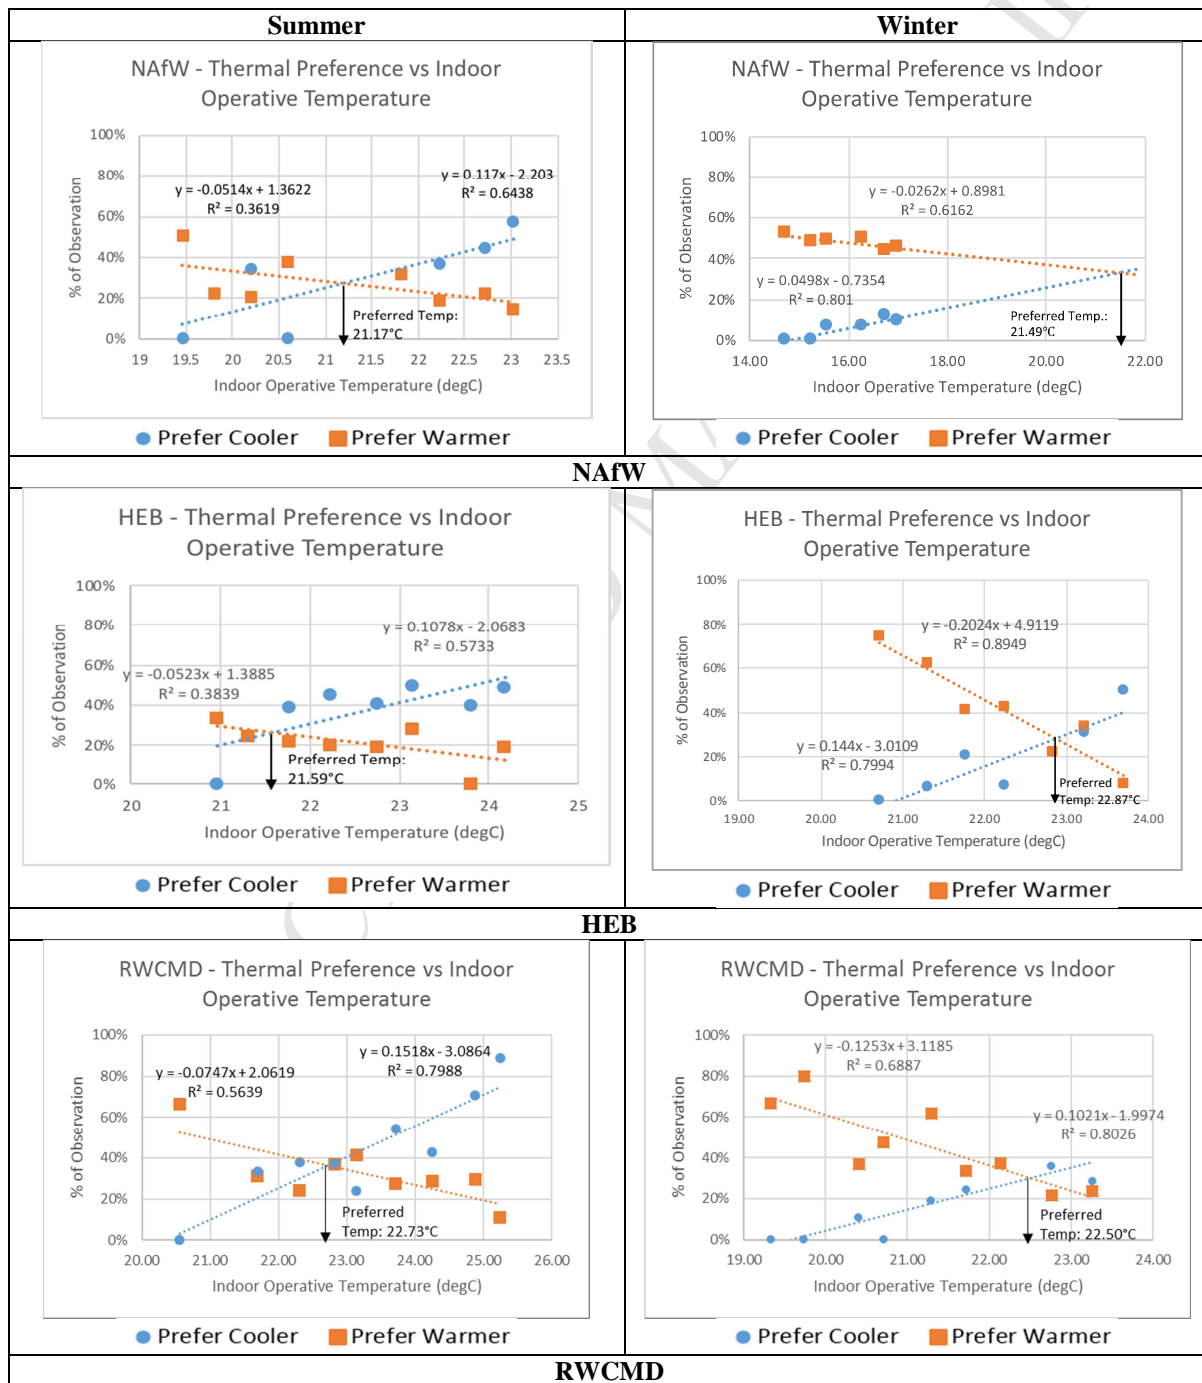 Summer
Winter
NAfW - Thermal Preference vs Indoor
Operative Temperature
100%
80%
60%
40%
20%
0%
% of Observation
y = -0.0514x + 1.3622
R² = 0.3619
y = 0.117x - 2.203
R² = 0.6438
Preferred Temp:
21.17°C
19 19.5 20 20.5 21 21.5 22 22.5 23 23.5
Indoor Operative Temperature (degC)
Prefer Cooler Prefer Warmer
NAfW - Thermal Preference vs Indoor
Operative Temperature
100%
80%
60%
40%
20%
0%
% of Observation
y = -0.0262x + 0.8981
R² = 0.6162
y = 0.0498x - 0.7354
R² = 0.801
Preferred Temp.:
21.49°C
14.00 16.00 18.00 20.00 22.00
Indoor Operative Temperature (degC)
Prefer Cooler Prefer Warmer
NAfW
HEB - Thermal Preference vs Indoor
Operative Temperature
100%
80%
60%
40%
20%
0%
% of Observation
y = 0.1078x - 2.0683
R² = 0.5733
y = -0.0523x + 1.3885
R² = 0.3839
Preferred Temp:
21.59°C
20 21 22 23 24 25
Indoor Operative Temperature (degC)
Prefer Cooler Prefer Warmer
HEB - Thermal Preference vs Indoor
Operative Temperature
100%
80%
60%
40%
20%
0%
% of Observation
y = -0.2024x + 4.9119
R² = 0.8949
y = 0.144x - 3.0109
R² = 0.7994
Preferred
Temp: 22.87°C
19.00 20.00 21.00 22.00 23.00 24.00
Indoor Operative Temperature (degC)
Prefer Cooler Prefer Warmer
HEB
RWCMD - Thermal Preference vs Indoor
Operative Temperature
100%
80%
60%
40%
20%
0%
% of Observation
y = 0.1518x - 3.0864
R² = 0.7988
y = -0.0747x + 2.0619
R² = 0.5639
Preferred
Temp: 22.73°C
20.00 21.00 22.00 23.00 24.00 25.00 26.00
Indoor Operative Temperature (degC)
Prefer Cooler Prefer Warmer
RWCMD - Thermal Preference vs Indoor
Operative Temperature
100%
80%
60%
40%
20%
0%
% of Observation
y = -0.1253x + 3.1185
R² = 0.6887
y = 0.1021x - 1.9974
R² = 0.8026
Preferred
Temp: 22.50°C
19.00 20.00 21.00 22.00 23.00 24.00
Indoor Operative Temperature (degC)
Prefer Cooler Prefer Warmer
RWCMD